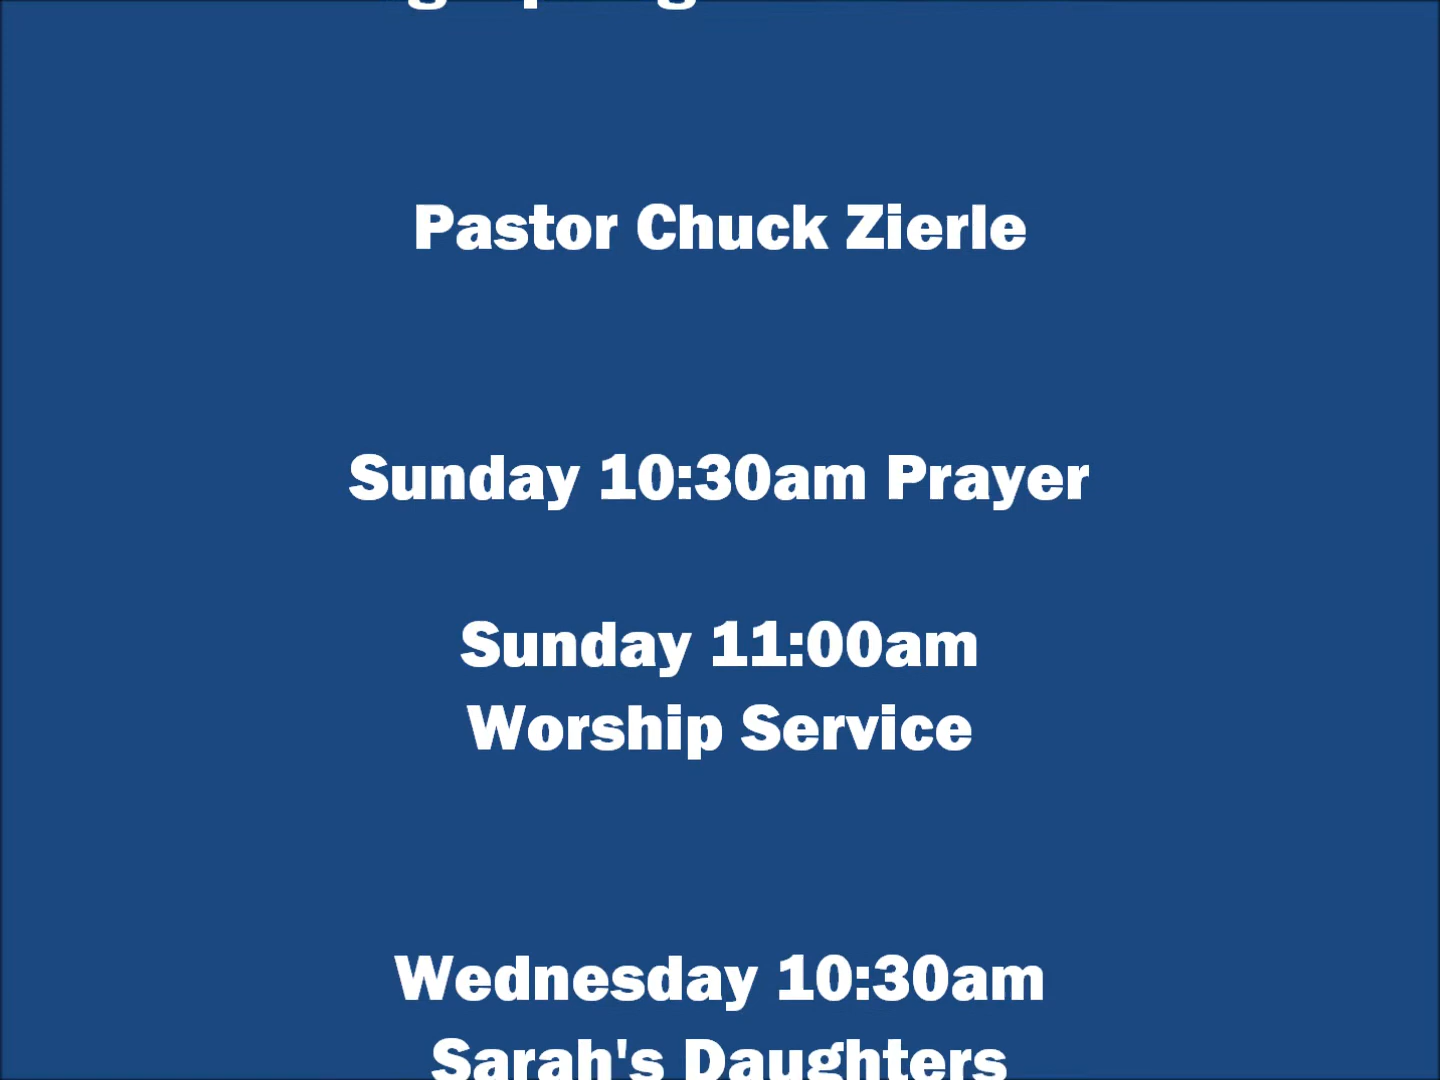 Pastor Chuck Zierle
Sunday 10:30am Prayer
Sunday 11:00am
Worship Service
Wednesday 10:30am
Sarah's Daughters